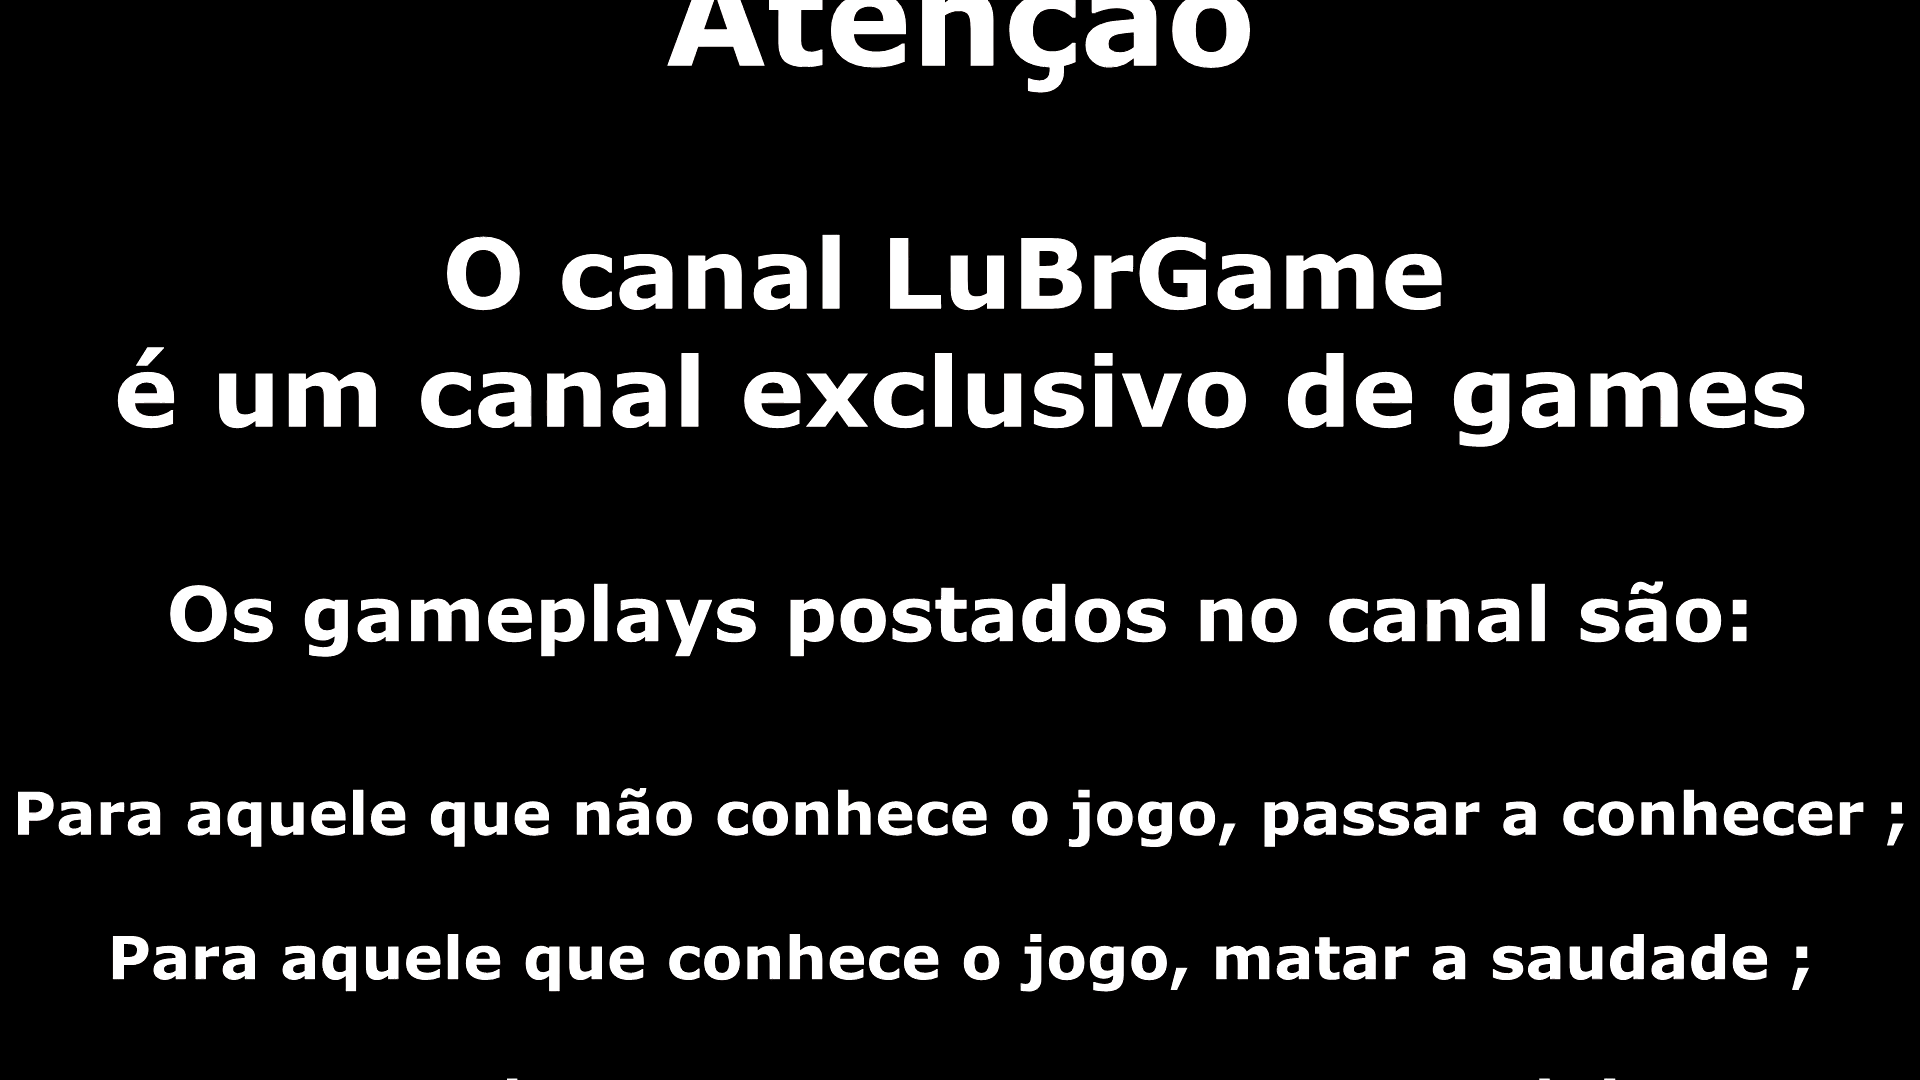 Atenção
O canal LuBrGame
é um canal exclusivo de games
Os gameplays postados no canal são:
Para aquele que não conhece o jogo, passar a conhecer ;
Para aquele que conhece o jogo, matar a saudade ;